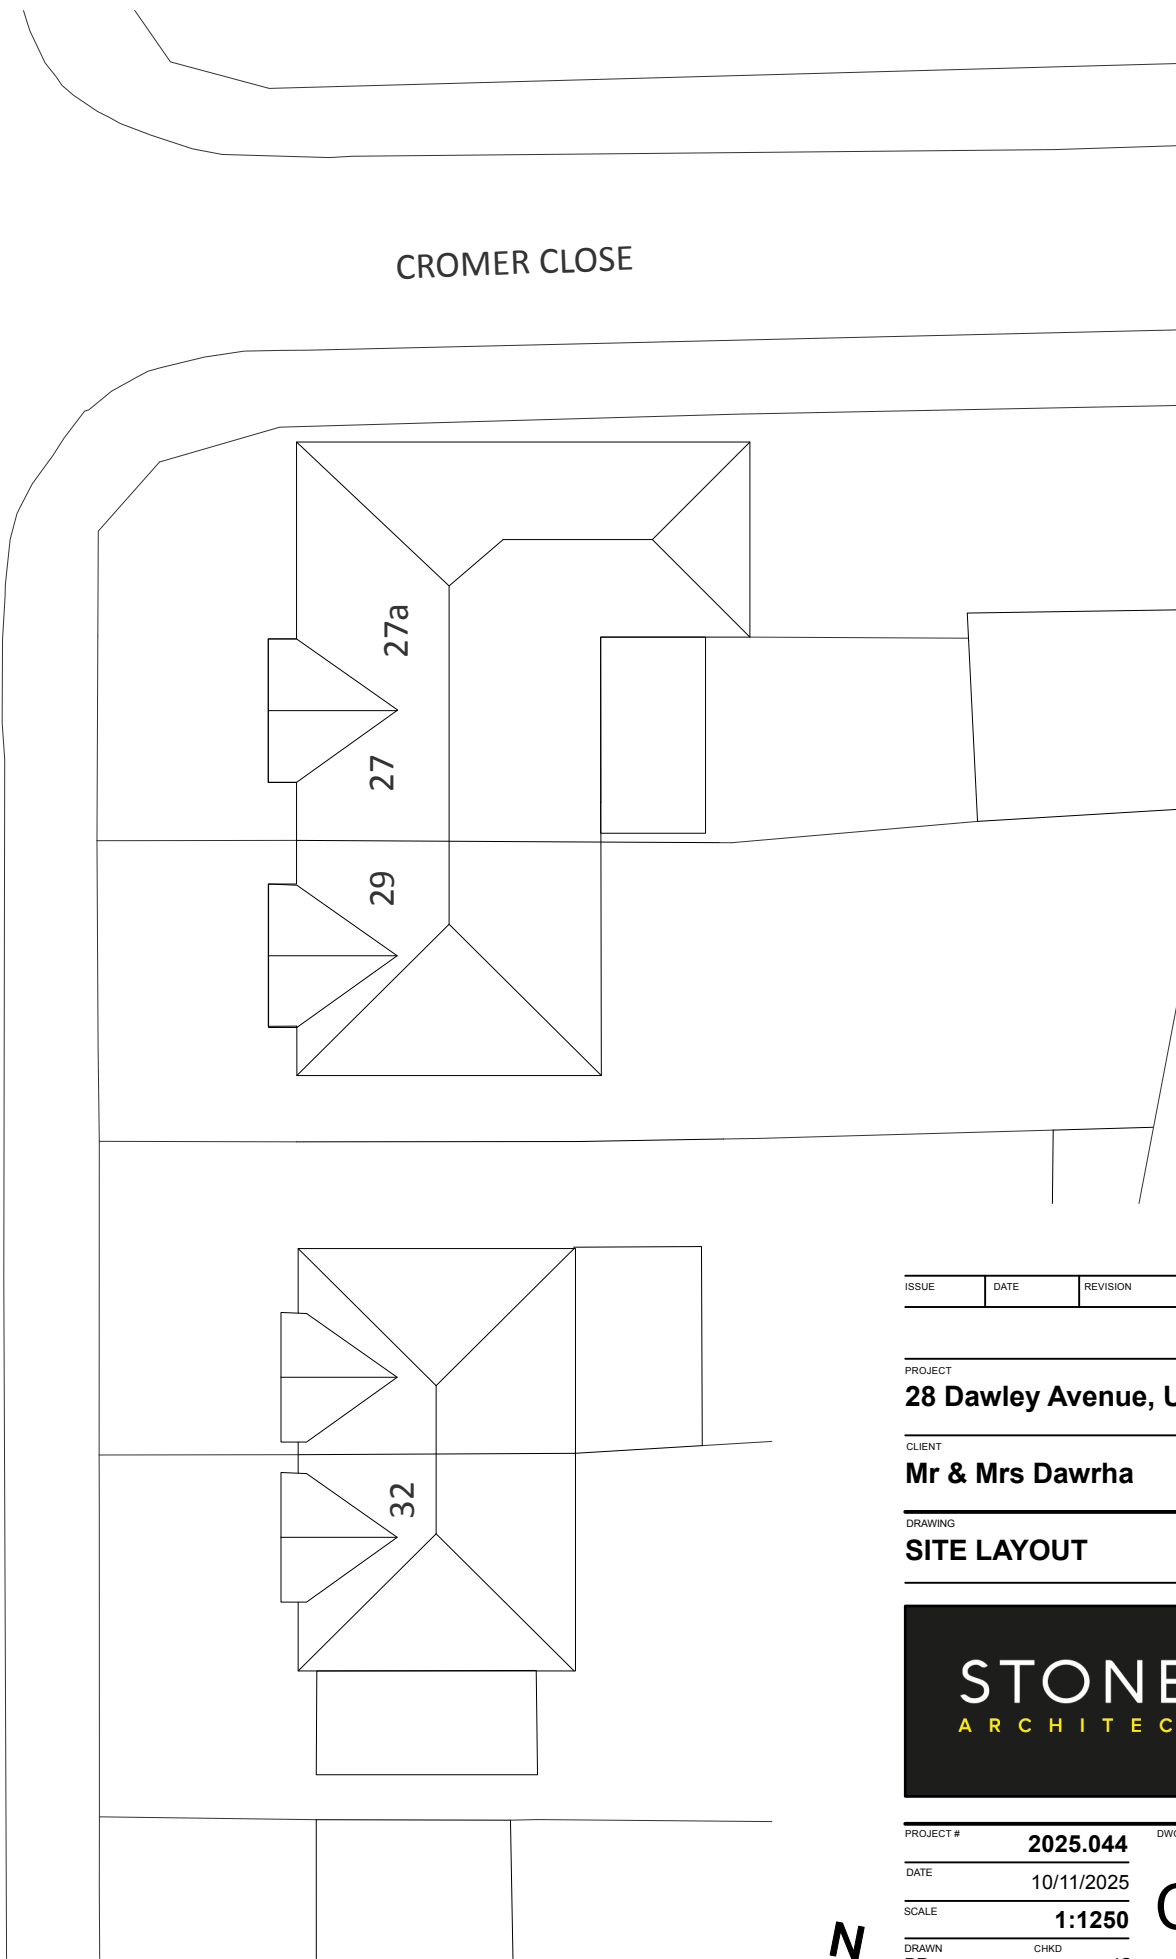 CROMER CLOSE
27a
27
29
32
ISSUE DATE REVISION
PROJECT
28 Dawley Avenue,
CLIENT
Mr & Mrs Dawrha
DRAWING
SITE LAYOUT
STONE
ARCHITEC
PROJECT # 2025.044
DATE 10/11/2025
SCALE 1:1250
DRAWN CHKD
N